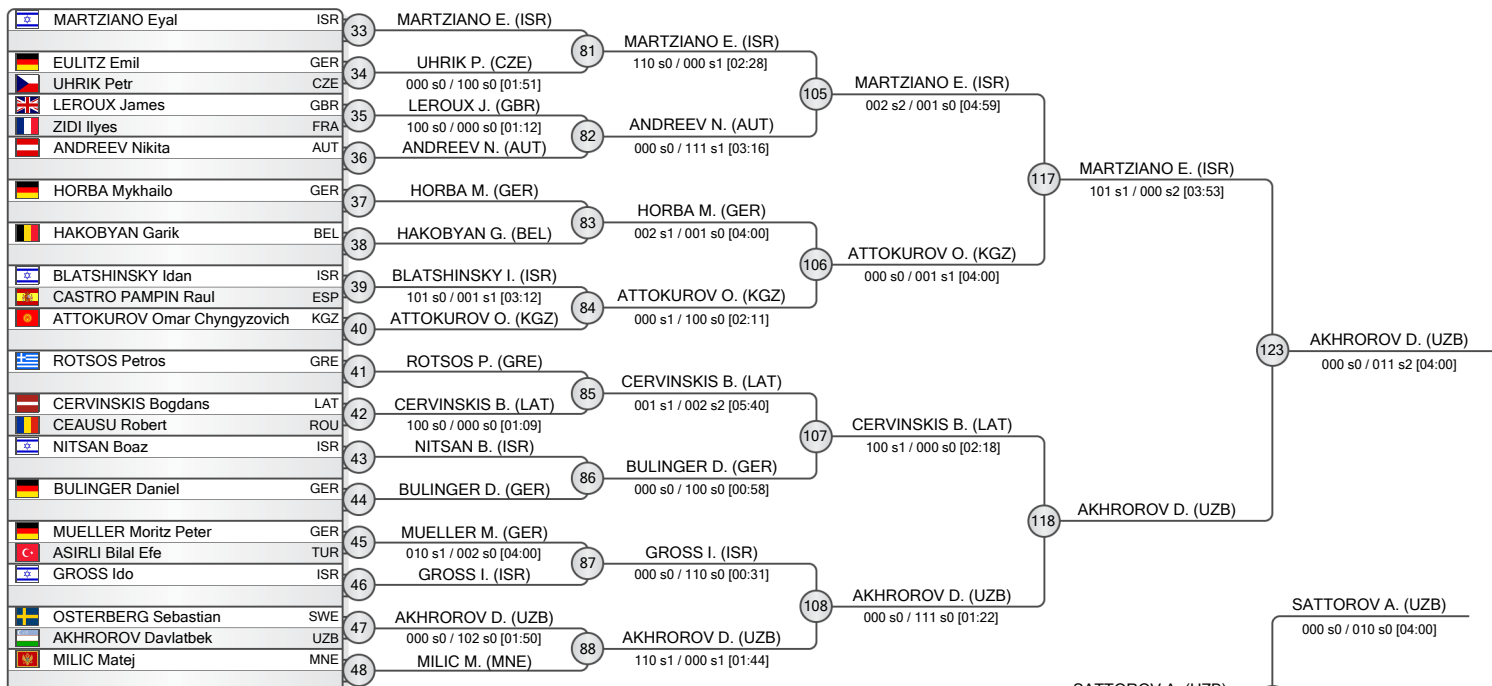 MARTZIANO Eyal ISR
EULITZ Emil GER
UHRIK Petr CZE
LEROUX James GBR
ZIDI Ilyes FRA
ANDREEV Nikita AUT
HORBA Mykhailo GER
HAKOBYAN Garik BEL
BLATSHINSKY Idan ISR
CASTRO PAMPIN Raul ESP
ATTOKUROV Omar Chyngyzovich KGZ
ROTSOS Petros GRE
CERVINSKIS Bogdans LAT
CEAUSU Robert ROU
NITSAN Boaz ISR
BULINGER Daniel GER
MUELLER Moritz Peter GER
ASIRLI Bilal Efe TUR
GROSS Ido ISR
OSTERBERG Sebastian SWE
AKHROROV Davlatbek UZB
MILIC Matej MNE
33
34
35
36
37
38
39
40
41
42
43
44
45
46
47
48
MARTZIANO E. (ISR)
UHRIK P. (CZE)
000 s0 / 100 s0 [01:51]
LEROUX J. (GBR)
100 s0 / 000 s0 [01:12]
ANDREEV N. (AUT)
HORBA M. (GER)
HAKOBYAN G. (BEL)
BLATSHINSKY I. (ISR)
101 s0 / 001 s1 [03:12]
ATTOKUROV O. (KGZ)
ROTSOS P. (GRE)
CERVINSKIS B. (LAT)
100 s0 / 000 s0 [01:09]
NITSAN B. (ISR)
BULINGER D. (GER)
MUELLER M. (GER)
010 s1 / 002 s0 [04:00]
GROSS I. (ISR)
AKHROROV D. (UZB)
000 s0 / 102 s0 [01:50]
MILIC M. (MNE)
81
82
83
84
85
86
87
88
MARTZIANO E. (ISR)
110 s0 / 000 s1 [02:28]
ANDREEV N. (AUT)
000 s0 / 111 s1 [03:16]
HORBA M. (GER)
002 s1 / 001 s0 [04:00]
ATTOKUROV O. (KGZ)
000 s1 / 100 s0 [02:11]
CERVINSKIS B. (LAT)
001 s1 / 002 s2 [05:40]
BULINGER D. (GER)
000 s0 / 100 s0 [00:58]
GROSS I. (ISR)
000 s0 / 110 s0 [00:31]
AKHROROV D. (UZB)
110 s1 / 000 s1 [01:44]
105
106
107
108
MARTZIANO E. (ISR)
002 s2 / 001 s0 [04:59]
ATTOKUROV O. (KGZ)
000 s0 / 001 s1 [04:00]
CERVINSKIS B. (LAT)
100 s1 / 000 s0 [02:18]
AKHROROV D. (UZB)
000 s0 / 111 s0 [01:22]
117
118
MARTZIANO E. (ISR)
101 s1 / 000 s2 [03:53]
AKHROROV D. (UZB)
123
AKHROROV D. (UZB)
000 s0 / 011 s2 [04:00]
SATTOROV A. (UZB)
000 s0 / 010 s0 [04:00]
SATTOROV A. (UZB)